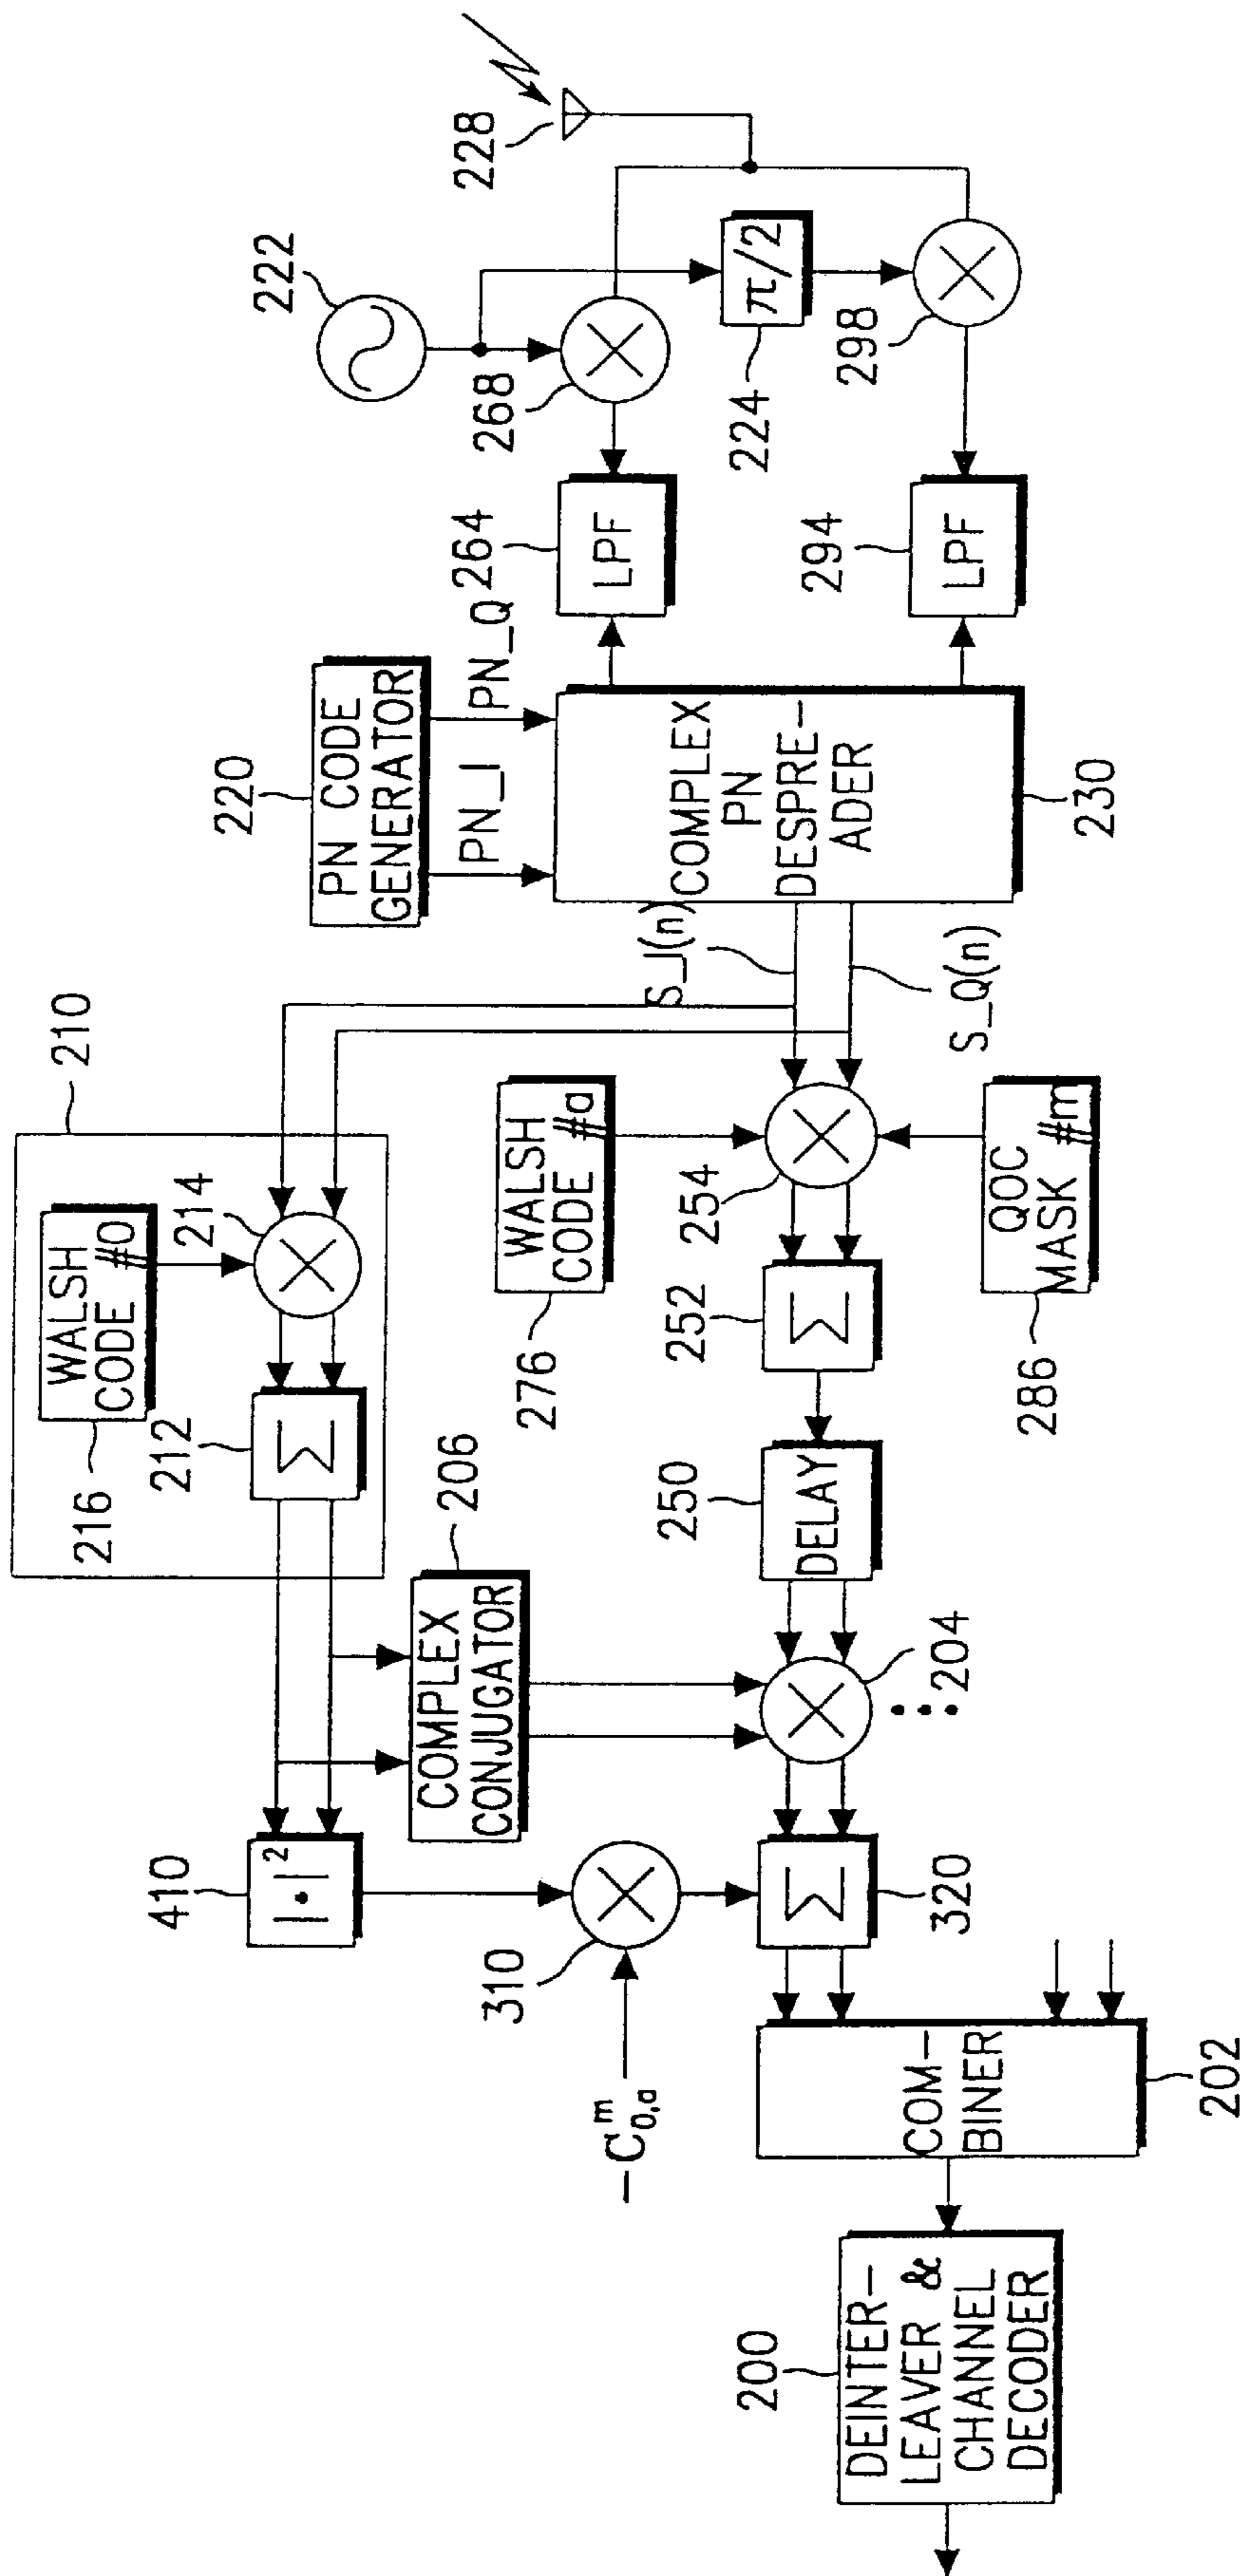 228
222
π/2
268
224
298
LPF
264
LPF
294
PN_Q
PN_I
PN CODE
GENERATOR
220
COMPLEX
PN
DESPRE-
ADER
230
S_I(n)
S_Q(n)
210
WALSH
CODE #0
214
216
212
Σ
WALSH
CODE #a
276
254
252
Σ
QOC
MASK #m
286
DELAY
250
COMPLEX
CONJUGATOR
206
204
|•|²
410
310
−C^m_{0,a}
Σ
320
COM-
BINER
202
DEINTER-
LEAVER &
CHANNEL
DECODER
200